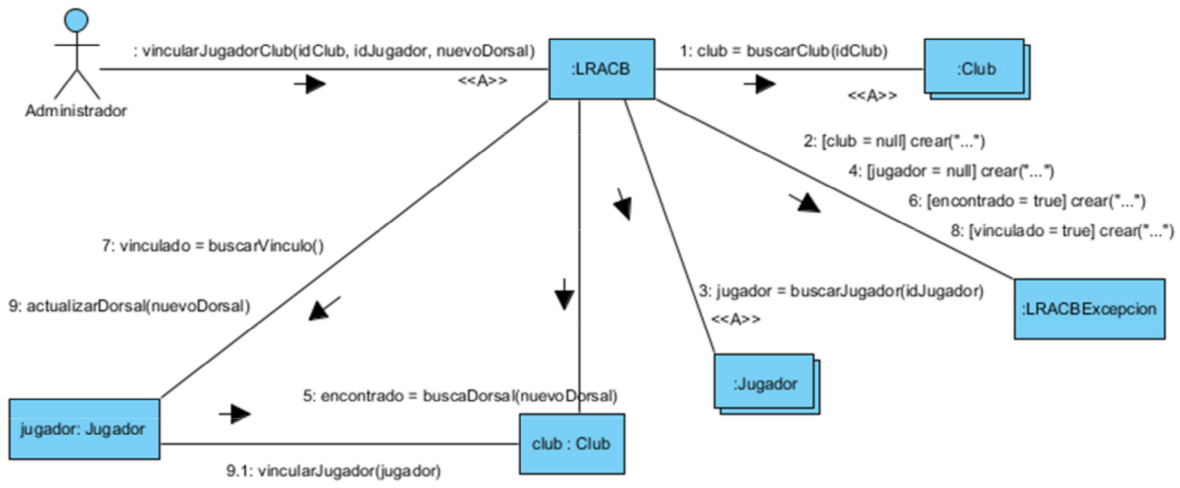 : vincularJugadorClub(idClub, idJugador, nuevoDorsal)
<<A>>
Administrador
:LRACB
1: club = buscarClub(idClub)
<<A>>
:Club
2: [club = null] crear("...")
4: [jugador = null] crear("...")
6: [encontrado = true] crear("...")
8: [vinculado = true] crear("...")
7: vinculado = buscarVinculo()
9: actualizarDorsal(nuevoDorsal)
3: jugador = buscarJugador(idJugador)
<<A>>
:LRACBExcepcion
:Jugador
5: encontrado = buscaDorsal(nuevoDorsal)
jugador: Jugador
club : Club
9.1: vincularJugador(jugador)